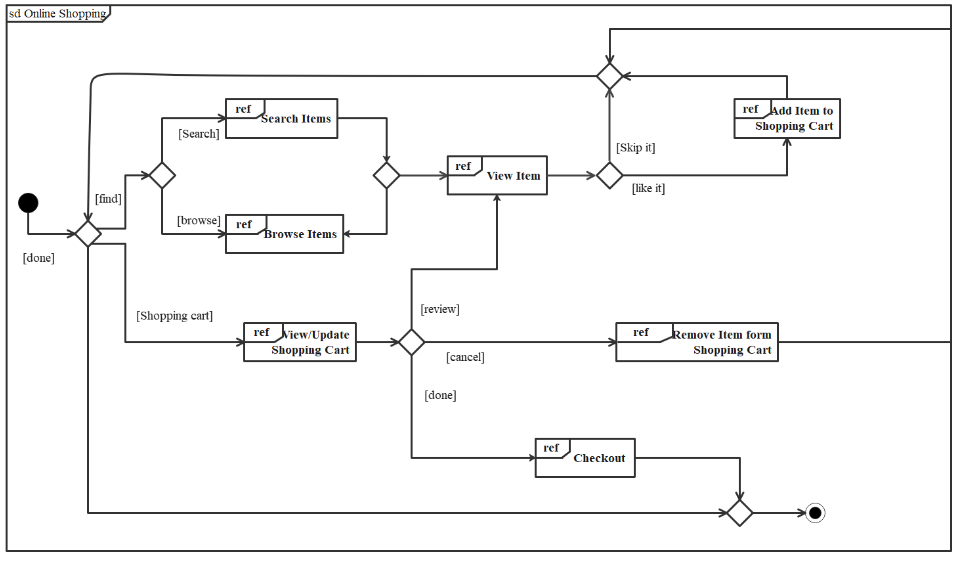 sd Online Shopping
ref
Search Items
[Search]
ref
Add Item to
Shopping Cart
[Skip it]
ref
View Item
[like it]
[find]
[browse]
ref
Browse Items
[done]
[Shopping cart]
[review]
ref
View/Update
Shopping Cart
ref
Remove Item form
Shopping Cart
[cancel]
[done]
ref
Checkout